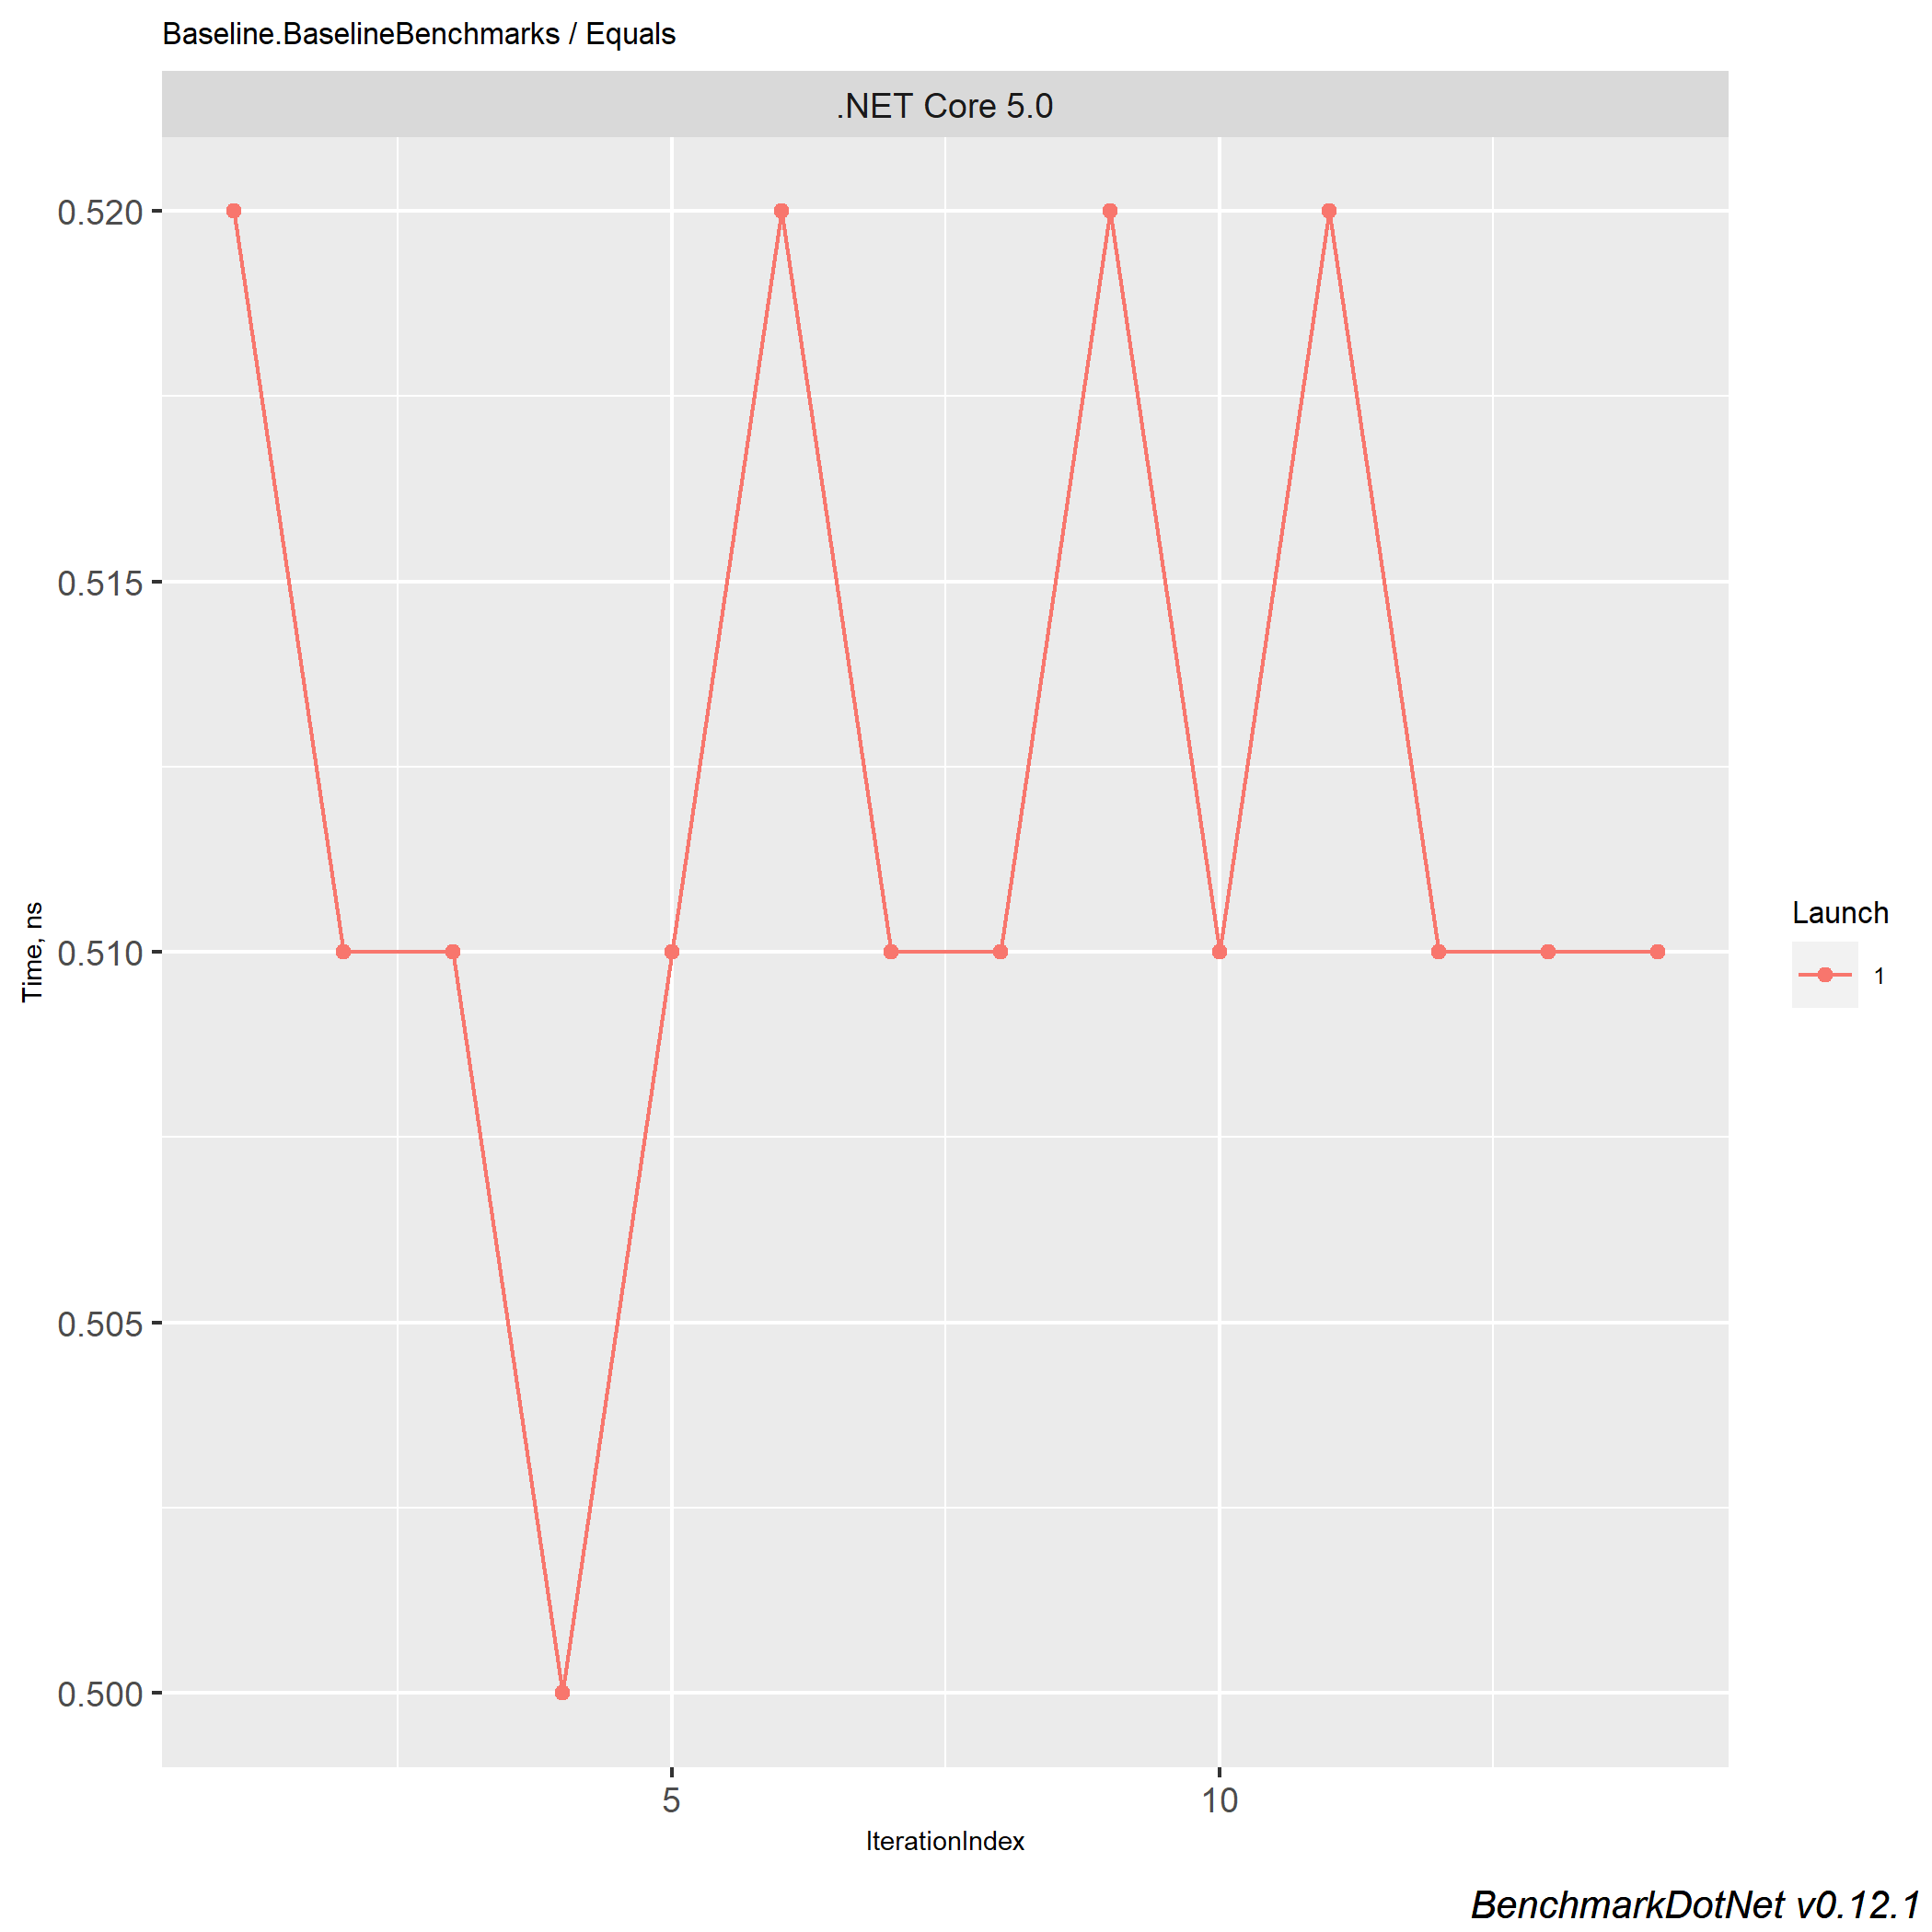 Baseline.BaselineBenchmarks / Equals
.NET Core 5.0
0.520
0.515
0.510
0.505
0.500
Time, ns
5
10
IterationIndex
Launch
1
BenchmarkDotNet v0.12.1